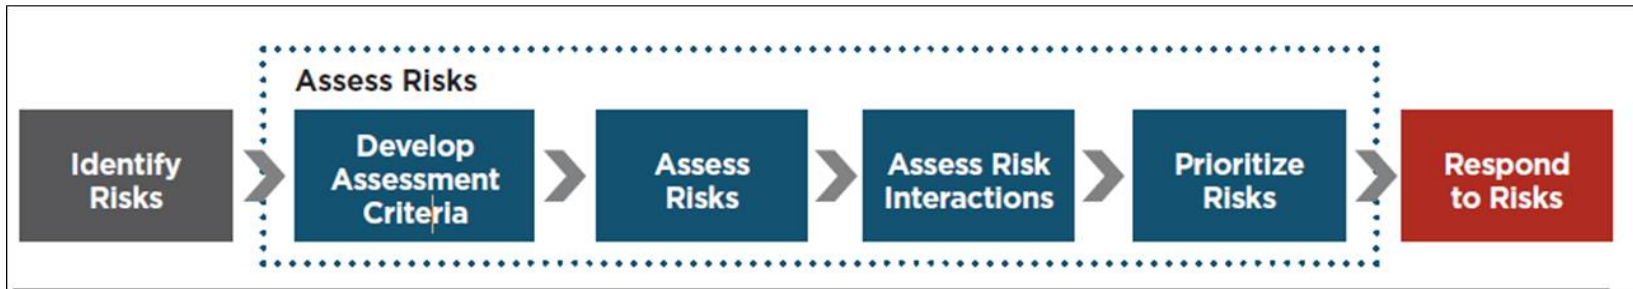 Assess Risks
Identify
Risks
Develop
Assessment
Criteria
Assess
Risks
Assess Risk
Interactions
Prioritize
Risks
Respond
to Risks